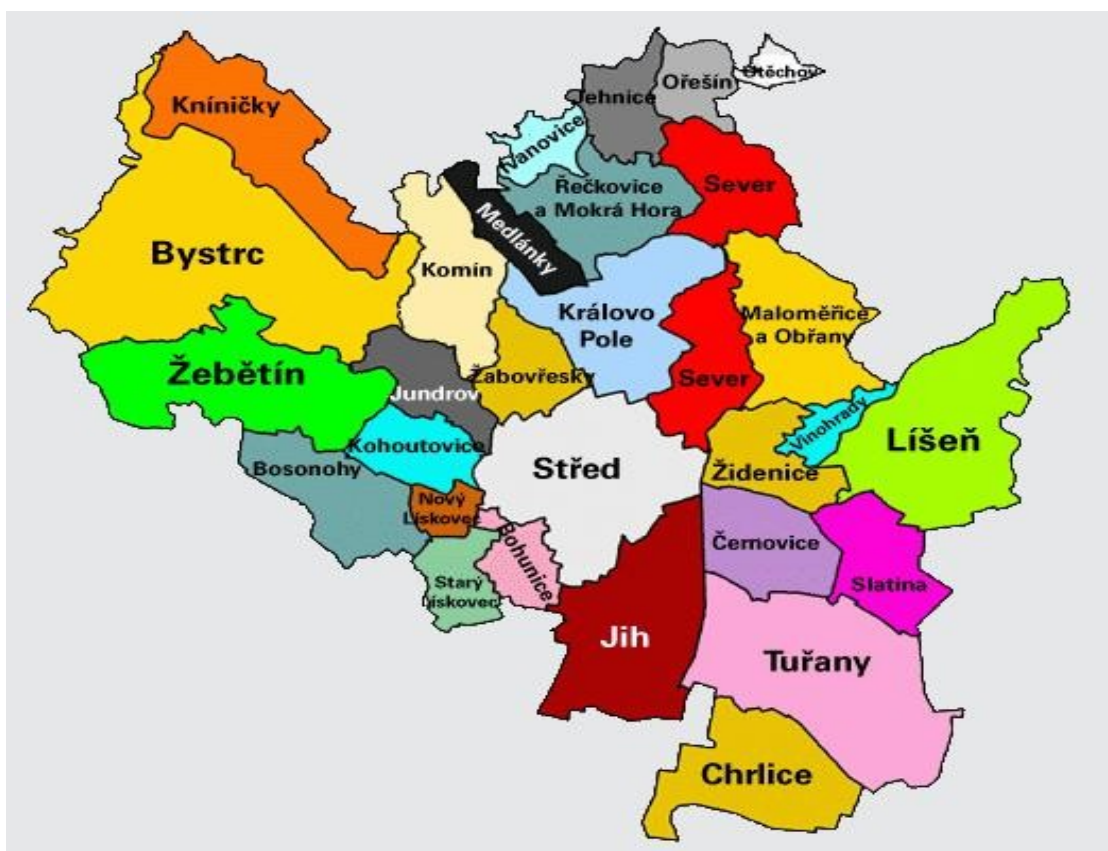 Kníničky
Jehnice
Ořešín
Útěchov
Ivanovice
Řečkovice
a Mokrá Hora
Sever
Medlánky
Bystrc
Komín
Královo
Pole
Maloměřice
a Obřany
Žebětín
Jundrov
Žabovřesky
Sever
Vinohrady
Líšeň
Kohoutovice
Bosonohy
Střed
Židenice
Nový
Lískovec
Bohunice
Černovice
Starý
Lískovec
Slatina
Jih
Tuřany
Chrlice